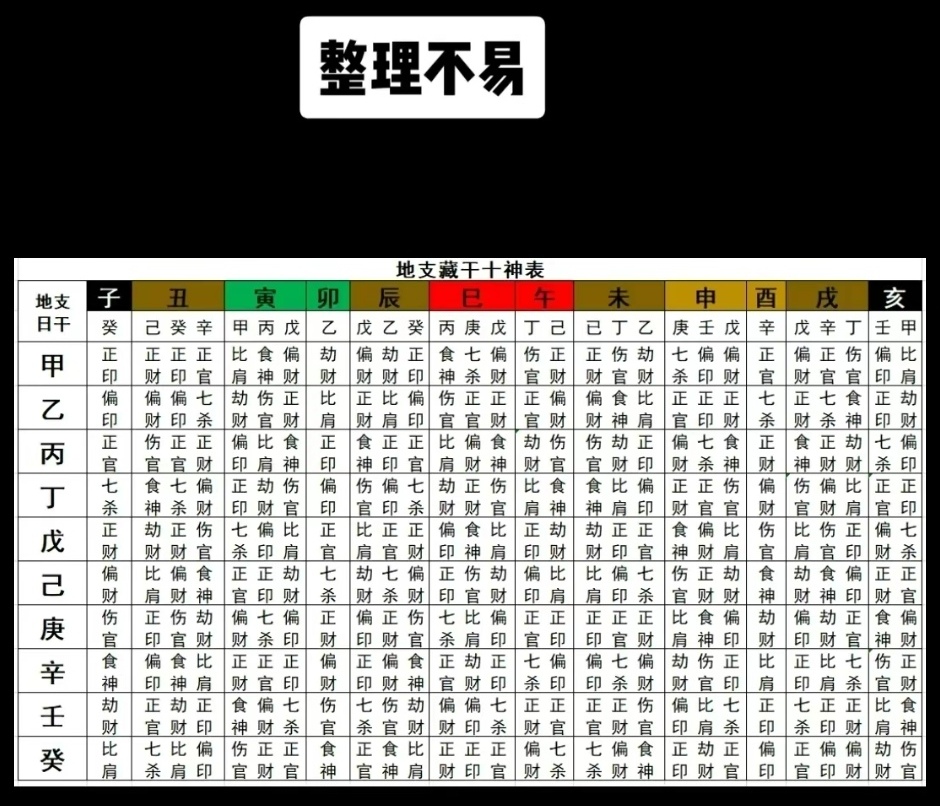 整理不易
地支藏干十神表
地支 子 丑 寅 卯 辰 巳 午 未 申 酉 戌 亥
日干 癸 己 癸 辛 甲 丙 戊 乙 戊 乙 癸 丙 庚 戊 丁 己 已 丁 乙 庚 壬 戊 辛 戊 辛 丁 壬 甲
甲 正 正 正 正 比 食 偏 劫 偏 劫 正 食 七 偏 伤 正 正 伤 劫 七 偏 偏 正 偏 正 伤 偏 比
印 财 印 官 肩 神 财 财 财 财 印 神 杀 财 官 财 财 官 财 杀 印 财 官 财 官 官 印 肩
乙 偏 偏 偏 七 劫 伤 正 比 正 比 偏 伤 正 正 正 偏 偏 食 比 正 正 正 七 正 七 食 正 劫
印 财 印 杀 财 官 财 肩 财 肩 印 官 官 财 官 财 财 神 肩 官 印 财 杀 财 杀 神 印 财
丙 正 伤 正 正 偏 比 食 正 食 正 正 比 偏 食 劫 伤 伤 劫 正 偏 七 食 正 食 正 劫 七 偏
官 官 官 财 印 肩 神 印 神 印 官 肩 财 神 财 官 官 财 印 财 杀 神 财 神 财 财 杀 印
丁 七 食 七 偏 正 劫 伤 偏 伤 偏 七 劫 正 伤 比 食 食 比 偏 正 正 伤 偏 伤 偏 比 正 正
杀 神 杀 财 印 财 官 印 官 印 杀 财 财 官 肩 神 神 肩 印 财 官 官 财 官 财 肩 官 印
戊 正 劫 正 伤 七 偏 比 正 比 正 正 偏 食 比 正 劫 劫 正 正 食 偏 比 伤 比 伤 正 偏 七
财 财 财 官 杀 印 肩 官 肩 官 财 印 神 肩 印 财 财 印 官 神 财 肩 官 肩 官 印 财 杀
己 偏 比 偏 食 正 正 劫 七 劫 七 偏 正 伤 劫 偏 比 比 偏 七 伤 正 劫 食 劫 食 偏 正 正
财 肩 财 神 官 印 财 杀 财 杀 财 印 官 财 印 肩 肩 印 杀 官 财 财 神 财 神 印 财 官
庚 伤 正 伤 劫 偏 七 偏 正 偏 正 伤 七 比 偏 正 正 正 正 正 比 食 偏 劫 偏 劫 正 食 偏
官 印 官 财 财 杀 印 财 印 财 官 杀 肩 印 官 印 印 官 财 肩 神 印 财 印 财 官 神 财
辛 食 偏 食 比 正 正 正 偏 正 偏 食 正 劫 正 七 偏 偏 七 偏 劫 伤 正 比 正 比 七 伤 正
神 印 神 肩 财 官 印 财 印 财 神 官 财 印 杀 印 印 杀 财 财 官 印 肩 印 肩 杀 官 财
壬 劫 正 劫 正 食 偏 七 伤 七 伤 劫 偏 偏 七 正 正 正 正 伤 偏 比 七 正 七 正 正 比 食
财 官 财 印 神 财 杀 官 杀 官 财 财 印 杀 财 官 官 财 官 印 肩 杀 印 杀 印 财 肩 神
癸 比 七 比 偏 伤 正 正 食 正 食 比 正 正 正 偏 七 七 偏 食 正 劫 正 偏 正 偏 偏 劫 伤
肩 杀 肩 印 官 财 官 神 官 神 肩 财 印 官 财 杀 杀 财 神 印 财 官 印 官 印 财 财 官